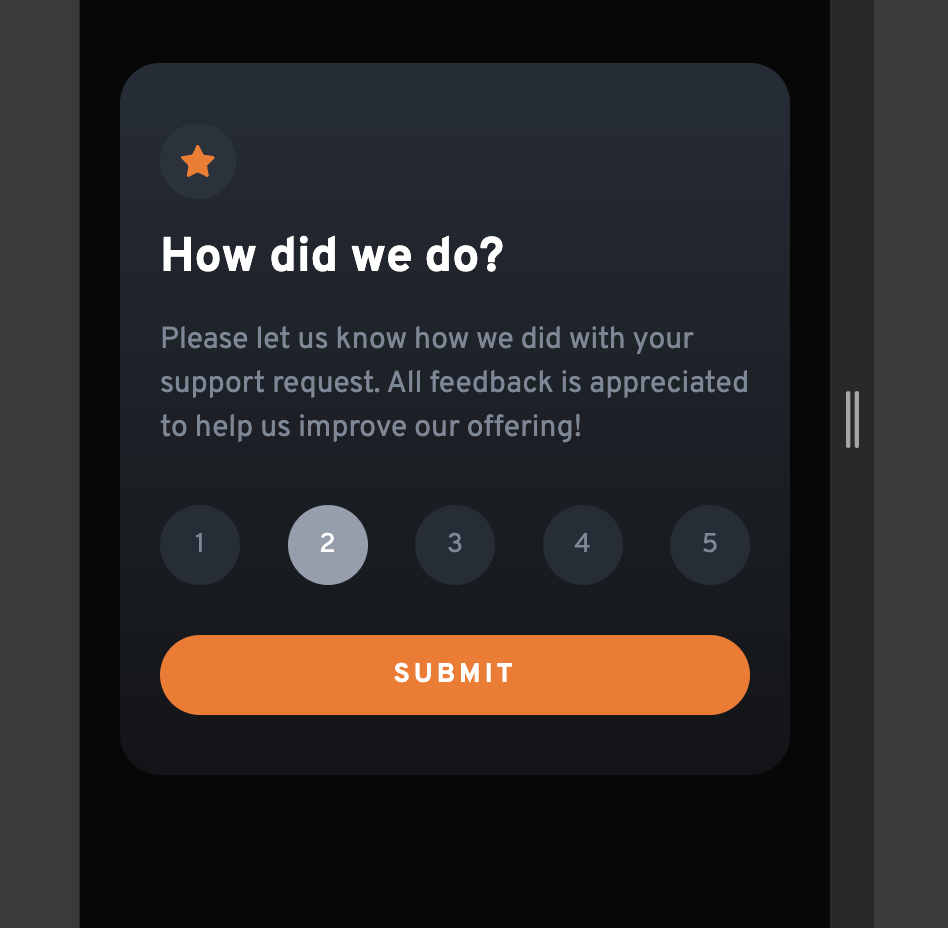 How did we do?
Please let us know how we did with your
support request. All feedback is appreciated
to help us improve our offering!
1 2 3 4 5
SUBMIT